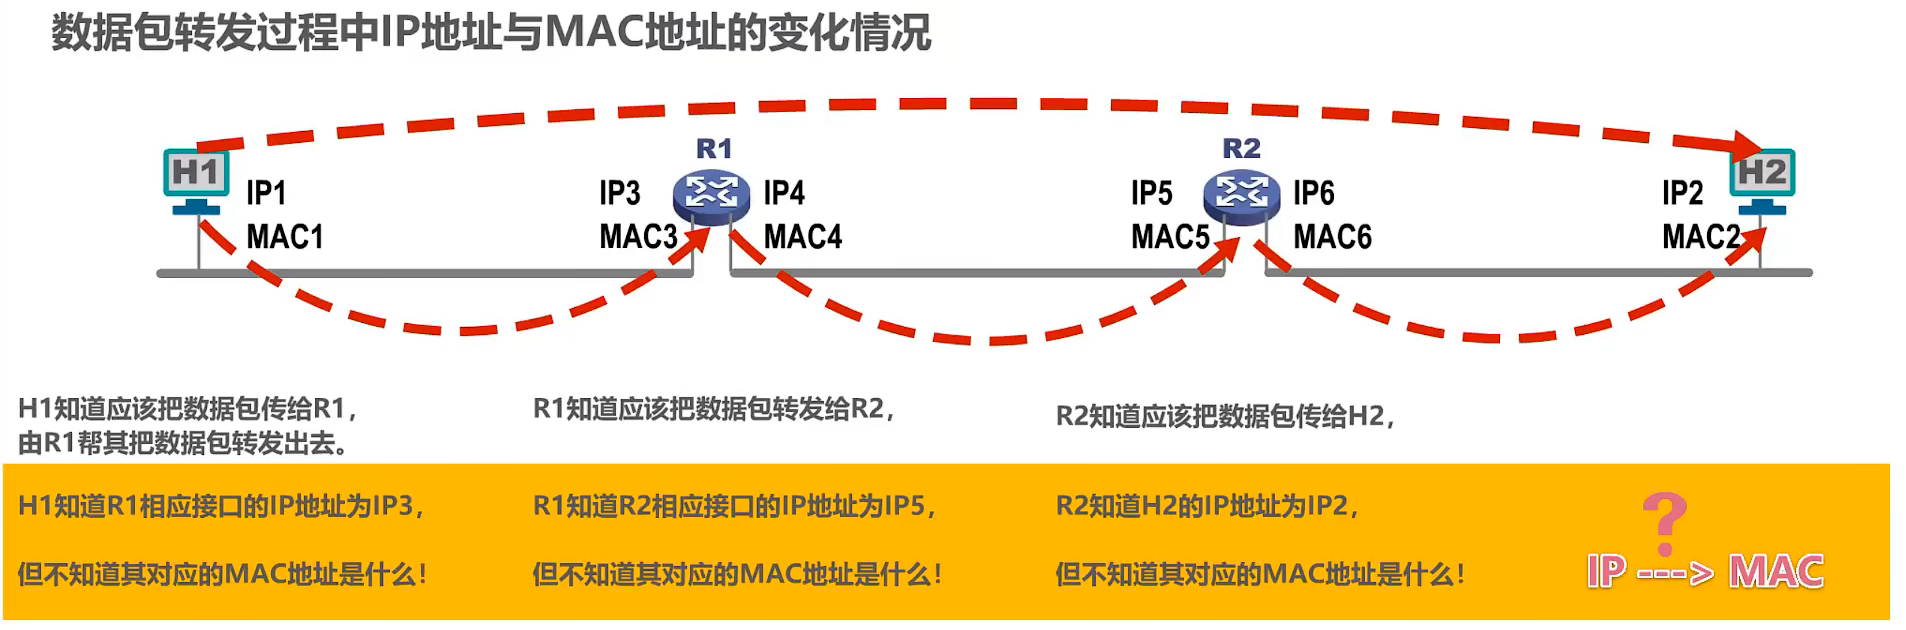 数据包转发过程中IP地址与MAC地址的变化情况
H1
IP1
MAC1
R1
IP3
MAC3
IP4
MAC4
R2
IP5
MAC5
IP6
MAC6
H2
IP2
MAC2
H1知道应该把数据包传给R1，
由R1帮其把数据包转发出去。
R1知道应该把数据包转发给R2，
R2知道应该把数据包传给H2，
H1知道R1相应接口的IP地址为IP3，
但不知道其对应的MAC地址是什么！
R1知道R2相应接口的IP地址为IP5，
但不知道其对应的MAC地址是什么！
R2知道H2的IP地址为IP2，
但不知道其对应的MAC地址是什么！
?
IP ---> MAC